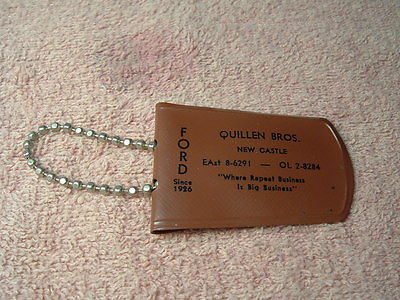 FORD
Since
1926
QUILLEN BROS.
NEW CASTLE
EAst 8-6291 — OL 2-8284
"Where Repeat Business
Is Big Business"